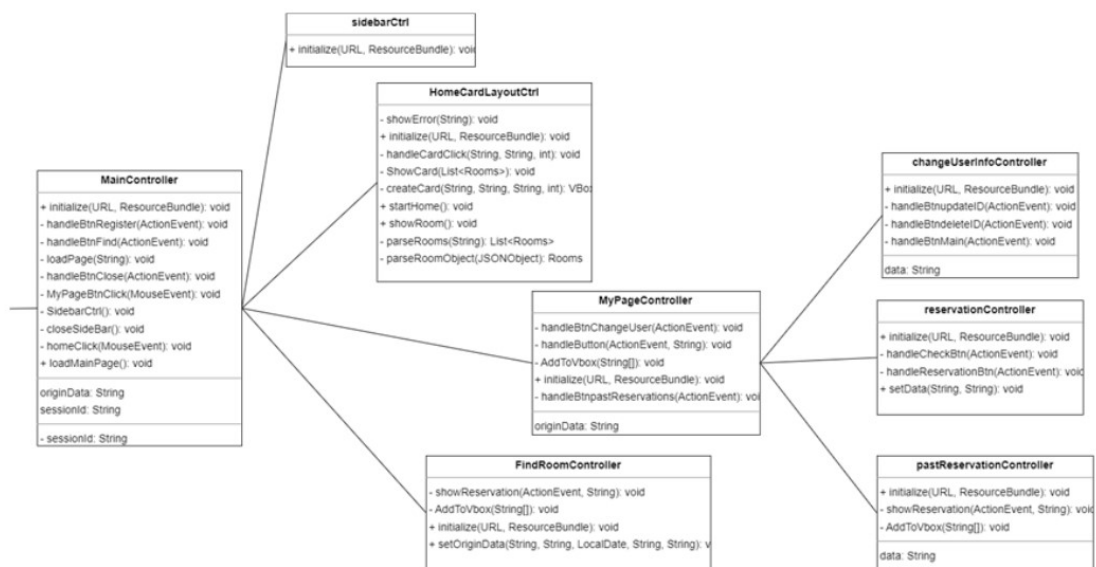 sidebarCtrl
+ initialize(URL, ResourceBundle): voi
HomeCardLayoutCtrl
- showError(String): void
+ initialize(URL, ResourceBundle): void
- handleCardClick(String, String, int): void
- ShowCard(List<Rooms>): void
- createCard(String, String, String, int): VBo
+ startHome(): void
+ showRoom(): void
- parseRooms(String): List<Rooms>
- parseRoomObject(JSONObject): Rooms
MainController
+ initialize(URL, ResourceBundle): void
- handleBtnRegister(ActionEvent): void
- handleBtnFind(ActionEvent): void
- loadPage(String): void
- handleBtnClose(ActionEvent): void
- MyPageBtnClick(MouseEvent): void
- SidebarCtrl(): void
- closeSideBar(): void
- homeClick(MouseEvent): void
+ loadMainPage(): void
originData: String
sessionId: String
- sessionId: String
MyPageController
- handleBtnChangeUser(ActionEvent): void
- handleButton(ActionEvent, String): void
- AddToVbox(String[]): void
+ initialize(URL, ResourceBundle): void
- handleBtnpastReservations(ActionEvent): voi
originData: String
FindRoomController
- showReservation(ActionEvent, String): void
- AddToVbox(String[]): void
+ initialize(URL, ResourceBundle): void
+ setOriginData(String, String, LocalDate, String, String): v
changeUserInfoController
+ initialize(URL, ResourceBundle): void
- handleBtnupdateID(ActionEvent): void
- handleBtndeleteID(ActionEvent): void
- handleBtnMain(ActionEvent): void
data: String
reservationController
+ initialize(URL, ResourceBundle): void
- handleCheckBtn(ActionEvent): void
- handleReservationBtn(ActionEvent): voi
+ setData(String, String): void
pastReservationController
+ initialize(URL, ResourceBundle): void
- showReservation(ActionEvent, String): voi
- AddToVbox(String[]): void
data: String